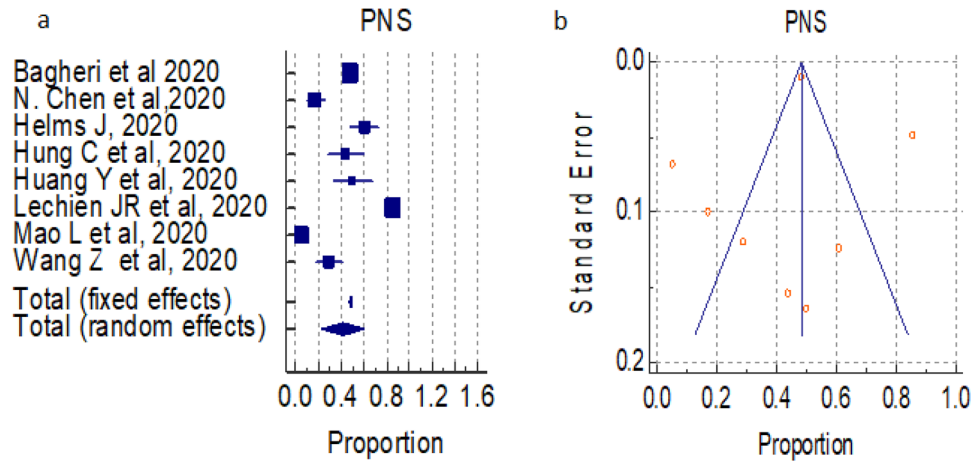 a
PNS
Bagheri et al 2020
N. Chen et al,2020
Helms J, 2020
Hung C et al, 2020
Huang Y et al, 2020
Lechien JR et al, 2020
Mao L et al, 2020
Wang Z et al, 2020
Total (fixed effects)
Total (random effects)
0.0 0.4 0.8 1.2 1.6
Proportion
b
PNS
Standard Error
0.0
0.1
0.2
0.0 0.2 0.4 0.6 0.8 1.0
Proportion